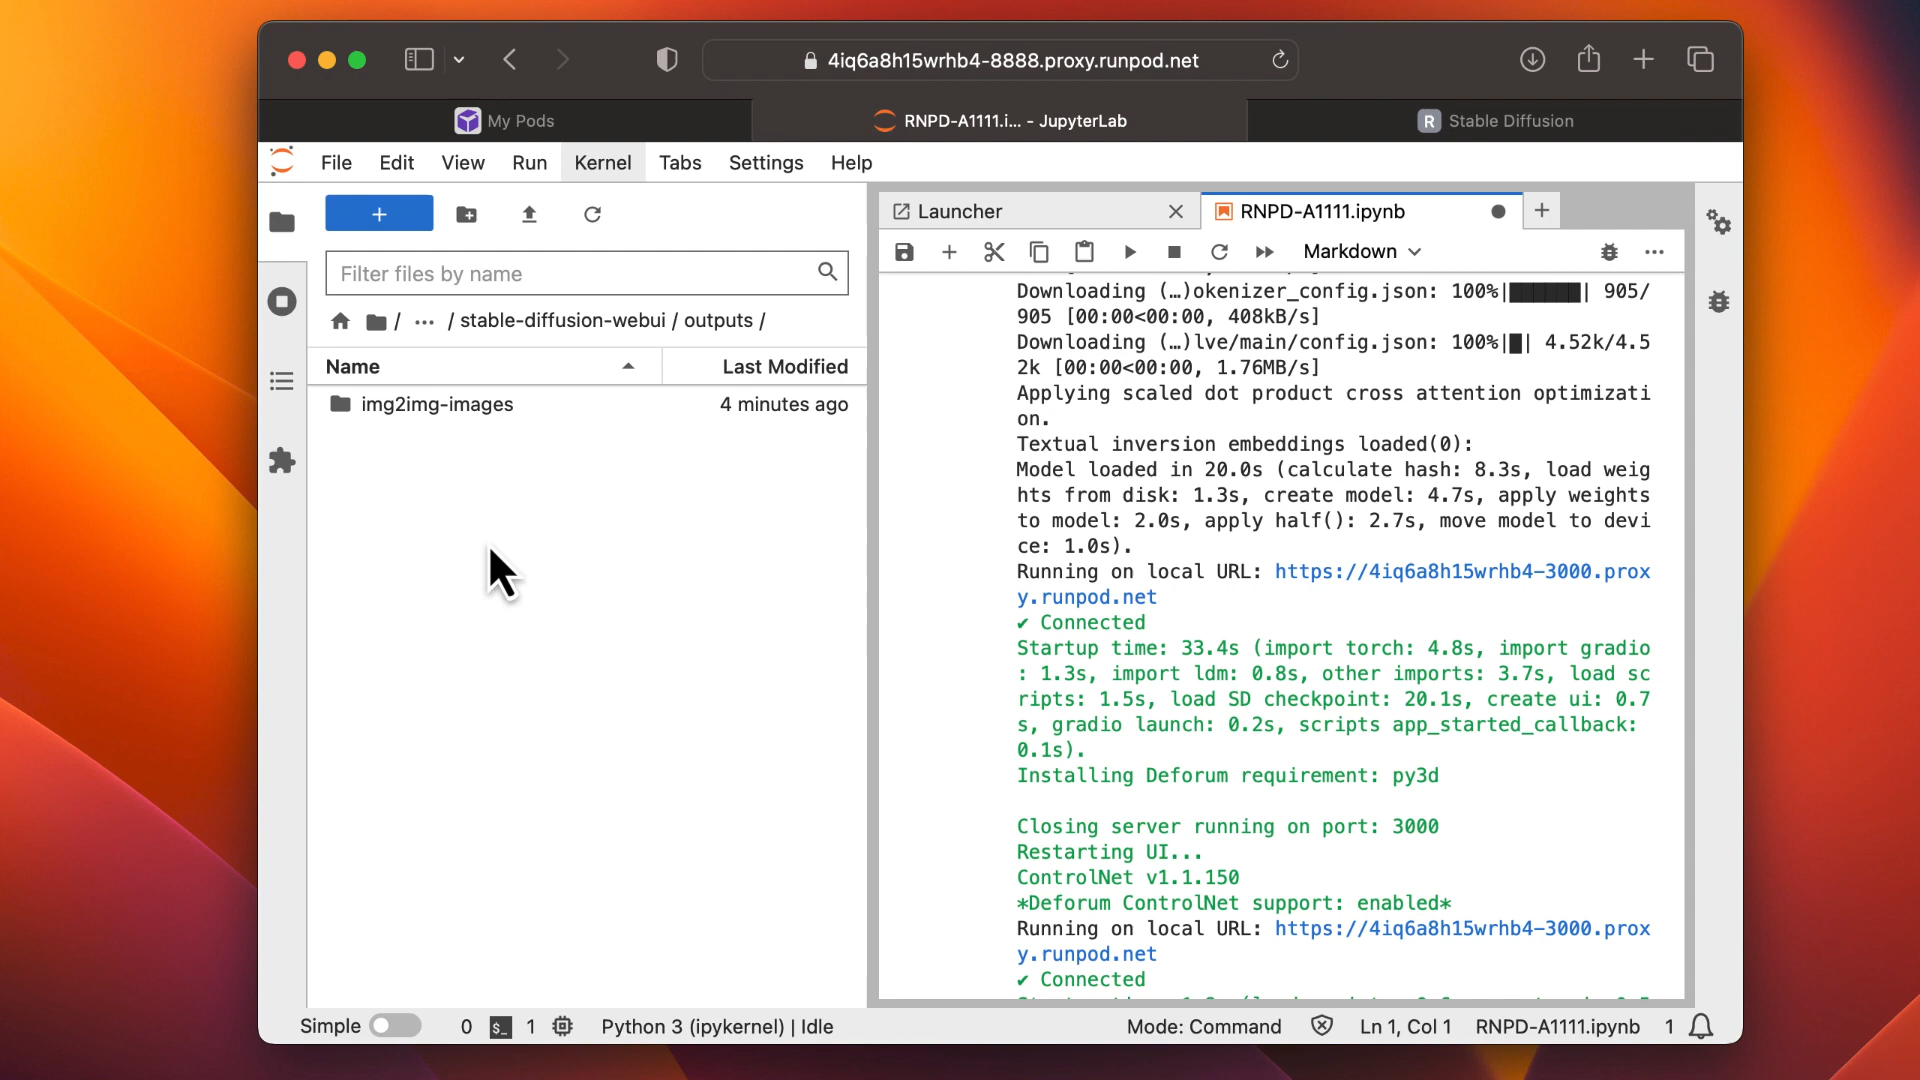 4iq6a8h15wrhb4-8888.proxy.runpod.net
My Pods
RNPD-A1111.i... - JupyterLab
R Stable Diffusion
File Edit View Run Kernel Tabs Settings Help
+
Filter files by name
/ ... / stable-diffusion-webui / outputs /
Name Last Modified
img2img-images 4 minutes ago
Launcher
RNPD-A1111.ipynb
Markdown
Downloading (…)okenizer_config.json: 100%|██████| 905/
905 [00:00<00:00, 408kB/s]
Downloading (…)lve/main/config.json: 100%|█| 4.52k/4.5
2k [00:00<00:00, 1.76MB/s]
Applying scaled dot product cross attention optimizati
on.
Textual inversion embeddings loaded(0):
Model loaded in 20.0s (calculate hash: 8.3s, load weig
hts from disk: 1.3s, create model: 4.7s, apply weights
to model: 2.0s, apply half(): 2.7s, move model to devi
ce: 1.0s).
Running on local URL: https://4iq6a8h15wrhb4-3000.prox
y.runpod.net
✔ Connected
Startup time: 33.4s (import torch: 4.8s, import gradio
: 1.3s, import ldm: 0.8s, other imports: 3.7s, load sc
ripts: 1.5s, load SD checkpoint: 20.1s, create ui: 0.7
s, gradio launch: 0.2s, scripts app_started_callback:
0.1s).
Installing Deforum requirement: py3d
Closing server running on port: 3000
Restarting UI...
ControlNet v1.1.150
*Deforum ControlNet support: enabled*
Running on local URL: https://4iq6a8h15wrhb4-3000.prox
y.runpod.net
✔ Connected
Simple 0 $_ 1 Python 3 (ipykernel) | Idle Mode: Command Ln 1, Col 1 RNPD-A1111.ipynb 1